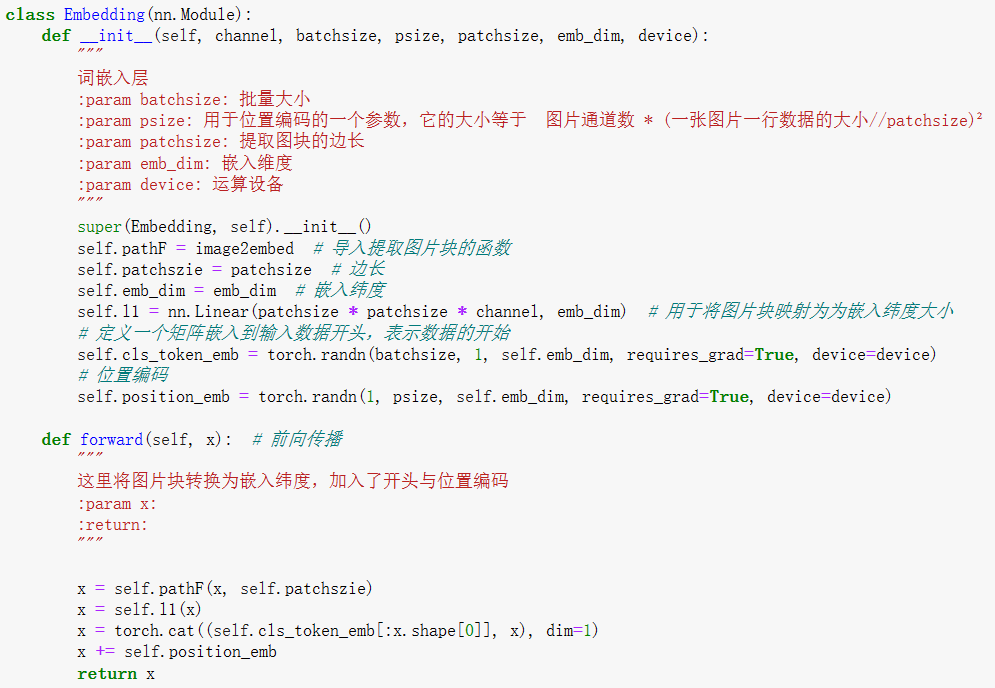 class Embedding(nn.Module):
    def __init__(self, channel, batchsize, psize, patchsize, emb_dim, device):
        """
        词嵌入层
        :param batchsize: 批量大小
        :param psize: 用于位置编码的一个参数，它的大小等于  图片通道数 * (一张图片一行数据的大小//patchsize)²
        :param patchsize: 提取图块的边长
        :param emb_dim: 嵌入维度
        :param device: 运算设备
        """
        super(Embedding, self).__init__()
        self.pathF = image2embed  # 导入提取图片块的函数
        self.patchszie = patchsize  # 边长
        self.emb_dim = emb_dim  # 嵌入纬度
        self.l1 = nn.Linear(patchsize * patchsize * channel, emb_dim)  # 用于将图片块映射为为嵌入纬度大小
        # 定义一个矩阵嵌入到输入数据开头，表示数据的开始
        self.cls_token_emb = torch.randn(batchsize, 1, self.emb_dim, requires_grad=True, device=device)
        # 位置编码
        self.position_emb = torch.randn(1, psize, self.emb_dim, requires_grad=True, device=device)
    def forward(self, x):  # 前向传播
        """
        这里将图片块转换为嵌入纬度，加入了开头与位置编码
        :param x:
        :return:
        """
        x = self.pathF(x, self.patchszie)
        x = self.l1(x)
        x = torch.cat((self.cls_token_emb[:x.shape[0]], x), dim=1)
        x += self.position_emb
        return x